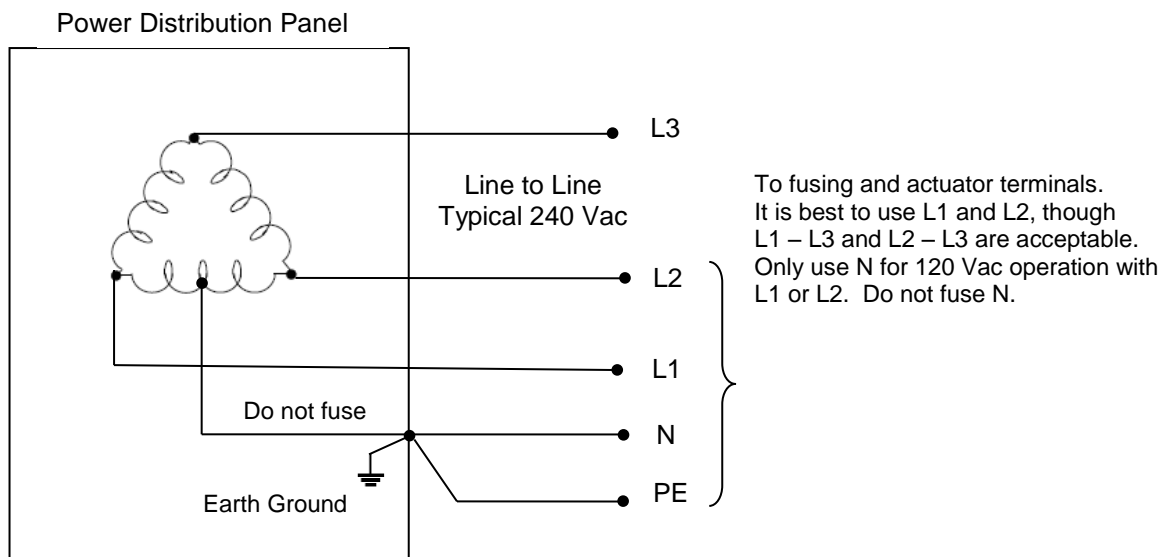 Power Distribution Panel
L3
Line to Line
Typical 240 Vac
To fusing and actuator terminals.
It is best to use L1 and L2, though
L1 – L3 and L2 – L3 are acceptable.
Only use N for 120 Vac operation with
L1 or L2.  Do not fuse N.
L2
L1
Do not fuse
N
Earth Ground
PE